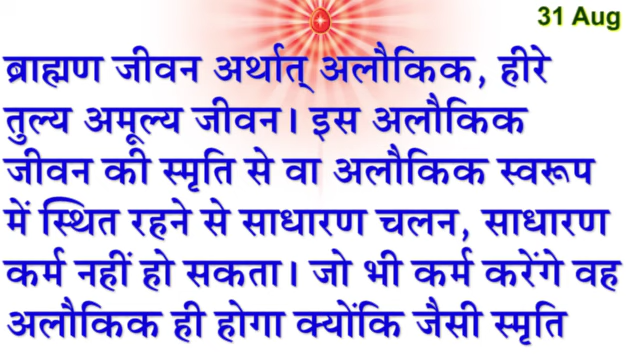 31 Aug
ब्राह्मण जीवन अर्थात् अलौकिक, हीरे
तुल्य अमूल्य जीवन। इस अलौकिक
जीवन की स्मृति से वा अलौकिक स्वरूप
में स्थित रहने से साधारण चलन, साधारण
कर्म नहीं हो सकता। जो भी कर्म करेंगे वह
अलौकिक ही होगा क्योंकि जैसी स्मृति